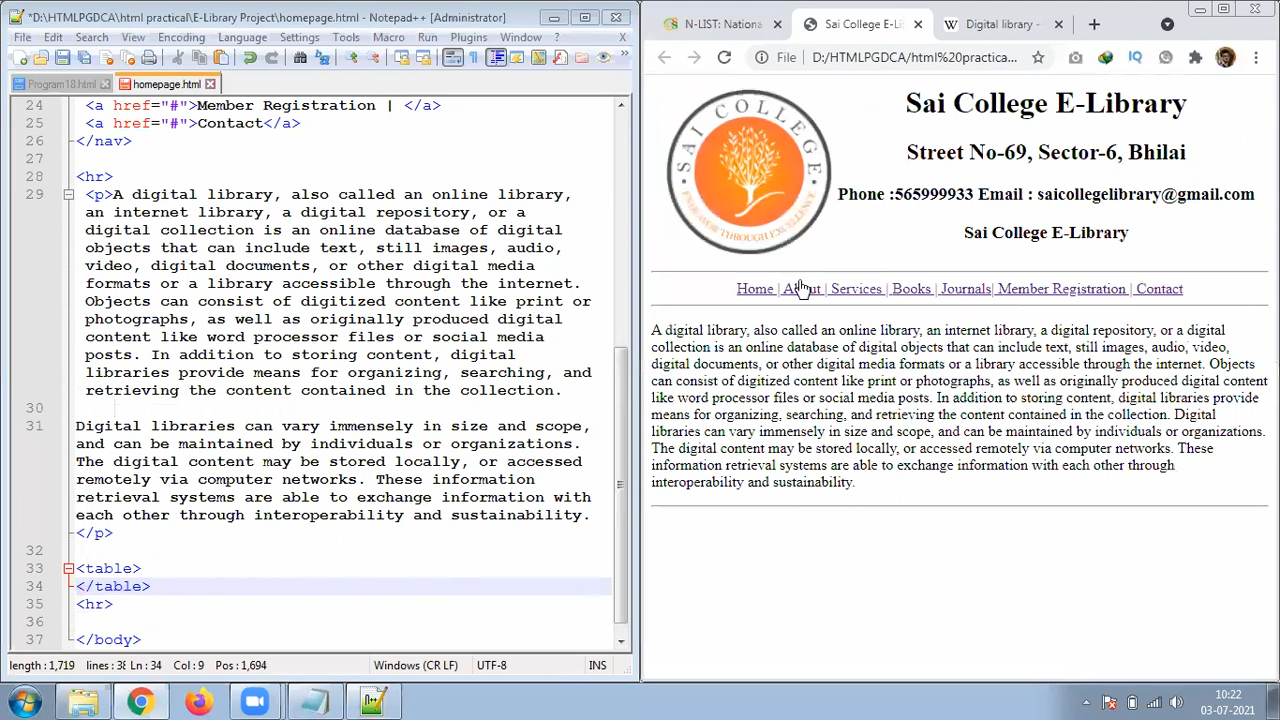 *D:\HTMLPGDCA\html practical\E-Library Project\homepage.html - Notepad++ [Administrator]
File Edit Search View Encoding Language Settings Tools Macro Run Plugins Window ?
Program18.html homepage.html
24 <a href="#">Member Registration | </a>
25 <a href="#">Contact</a>
26 </nav>
27
28 <hr>
29 <p>A digital library, also called an online library,
an internet library, a digital repository, or a
digital collection is an online database of digital
objects that can include text, still images, audio,
video, digital documents, or other digital media
formats or a library accessible through the internet.
Objects can consist of digitized content like print or
photographs, as well as originally produced digital
content like word processor files or social media
posts. In addition to storing content, digital
libraries provide means for organizing, searching, and
retrieving the content contained in the collection.
30
31 Digital libraries can vary immensely in size and scope,
and can be maintained by individuals or organizations.
The digital content may be stored locally, or accessed
remotely via computer networks. These information
retrieval systems are able to exchange information with
each other through interoperability and sustainability.
</p>
32
33 <table>
34 </table>
35 <hr>
36
37 </body>
length : 1,719 lines: 38 Ln : 34 Col : 9 Pos : 1,694 Windows (CR LF) UTF-8 INS
N-LIST: Nationa Sai College E-Li Digital library -
File D:/HTMLPGDCA/html%20practica...
SAI COLLEGE
ENDEAVOUR THROUGH EXCELLENCE
Sai College E-Library
Street No-69, Sector-6, Bhilai
Phone :565999933 Email : saicollegelibrary@gmail.com
Sai College E-Library
Home | About | Services | Books | Journals| Member Registration | Contact
A digital library, also called an online library, an internet library, a digital repository, or a digital
collection is an online database of digital objects that can include text, still images, audio, video,
digital documents, or other digital media formats or a library accessible through the internet. Objects
can consist of digitized content like print or photographs, as well as originally produced digital content
like word processor files or social media posts. In addition to storing content, digital libraries provide
means for organizing, searching, and retrieving the content contained in the collection. Digital
libraries can vary immensely in size and scope, and can be maintained by individuals or organizations.
The digital content may be stored locally, or accessed remotely via computer networks. These
information retrieval systems are able to exchange information with each other through
interoperability and sustainability.
10:22
03-07-2021